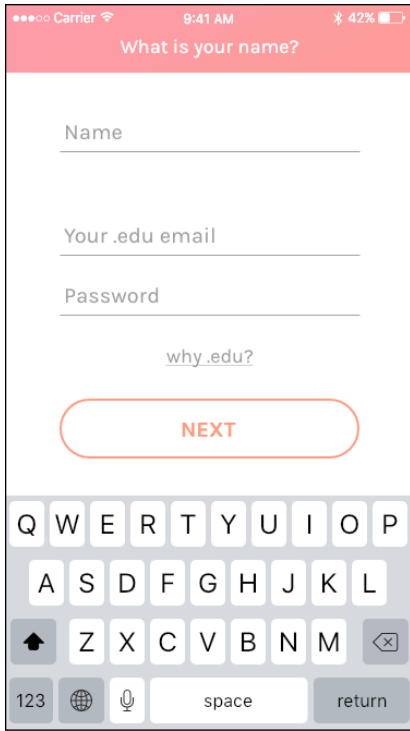 Carrier 9:41 AM 42%
What is your name?
Name
Your .edu email
Password
why .edu?
NEXT
Q W E R T Y U I O P
A S D F G H J K L
Z X C V B N M
123 space return